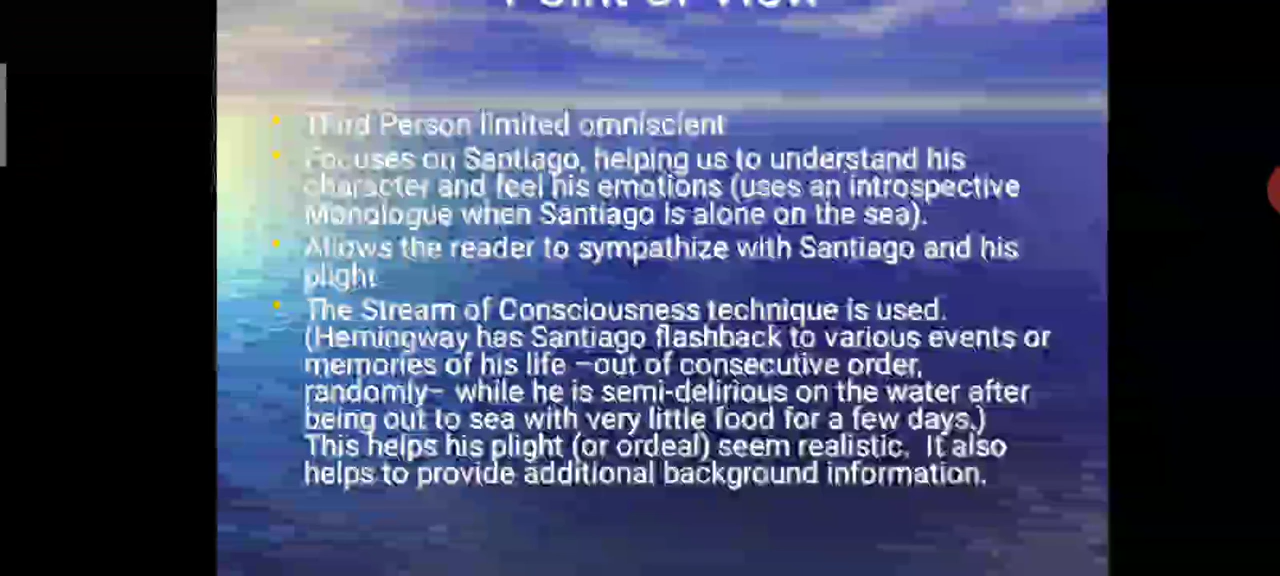 Point of View
Third Person limited omniscient
Focuses on Santiago, helping us to understand his
character and feel his emotions (uses an introspective
Monologue when Santiago is alone on the sea).
Allows the reader to sympathize with Santiago and his
plight
The Stream of Consciousness technique is used.
(Hemingway has Santiago flashback to various events or
memories of his life –out of consecutive order,
randomly– while he is semi-delirious on the water after
being out to sea with very little food for a few days.)
This helps his plight (or ordeal) seem realistic. It also
helps to provide additional background information.